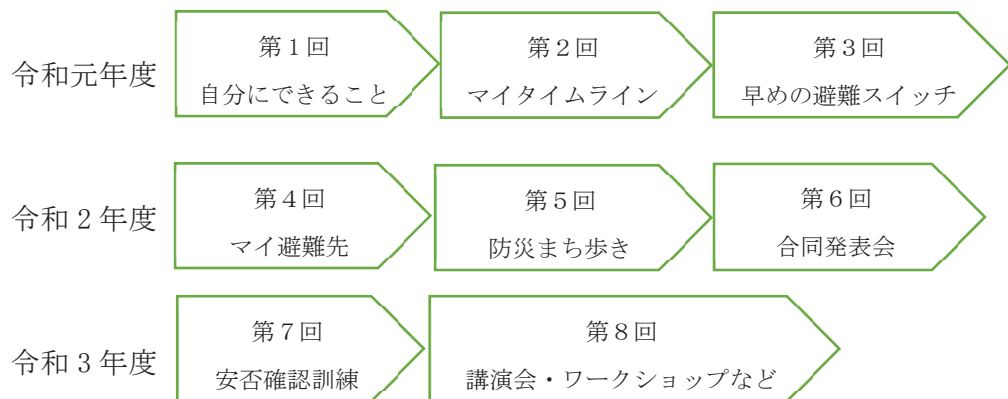 令和元年度
第１回
自分にできること
第２回
マイタイムライン
第３回
早めの避難スイッチ
令和２年度
第４回
マイ避難先
第５回
防災まち歩き
第６回
合同発表会
令和３年度
第７回
安否確認訓練
第８回
講演会・ワークショップなど